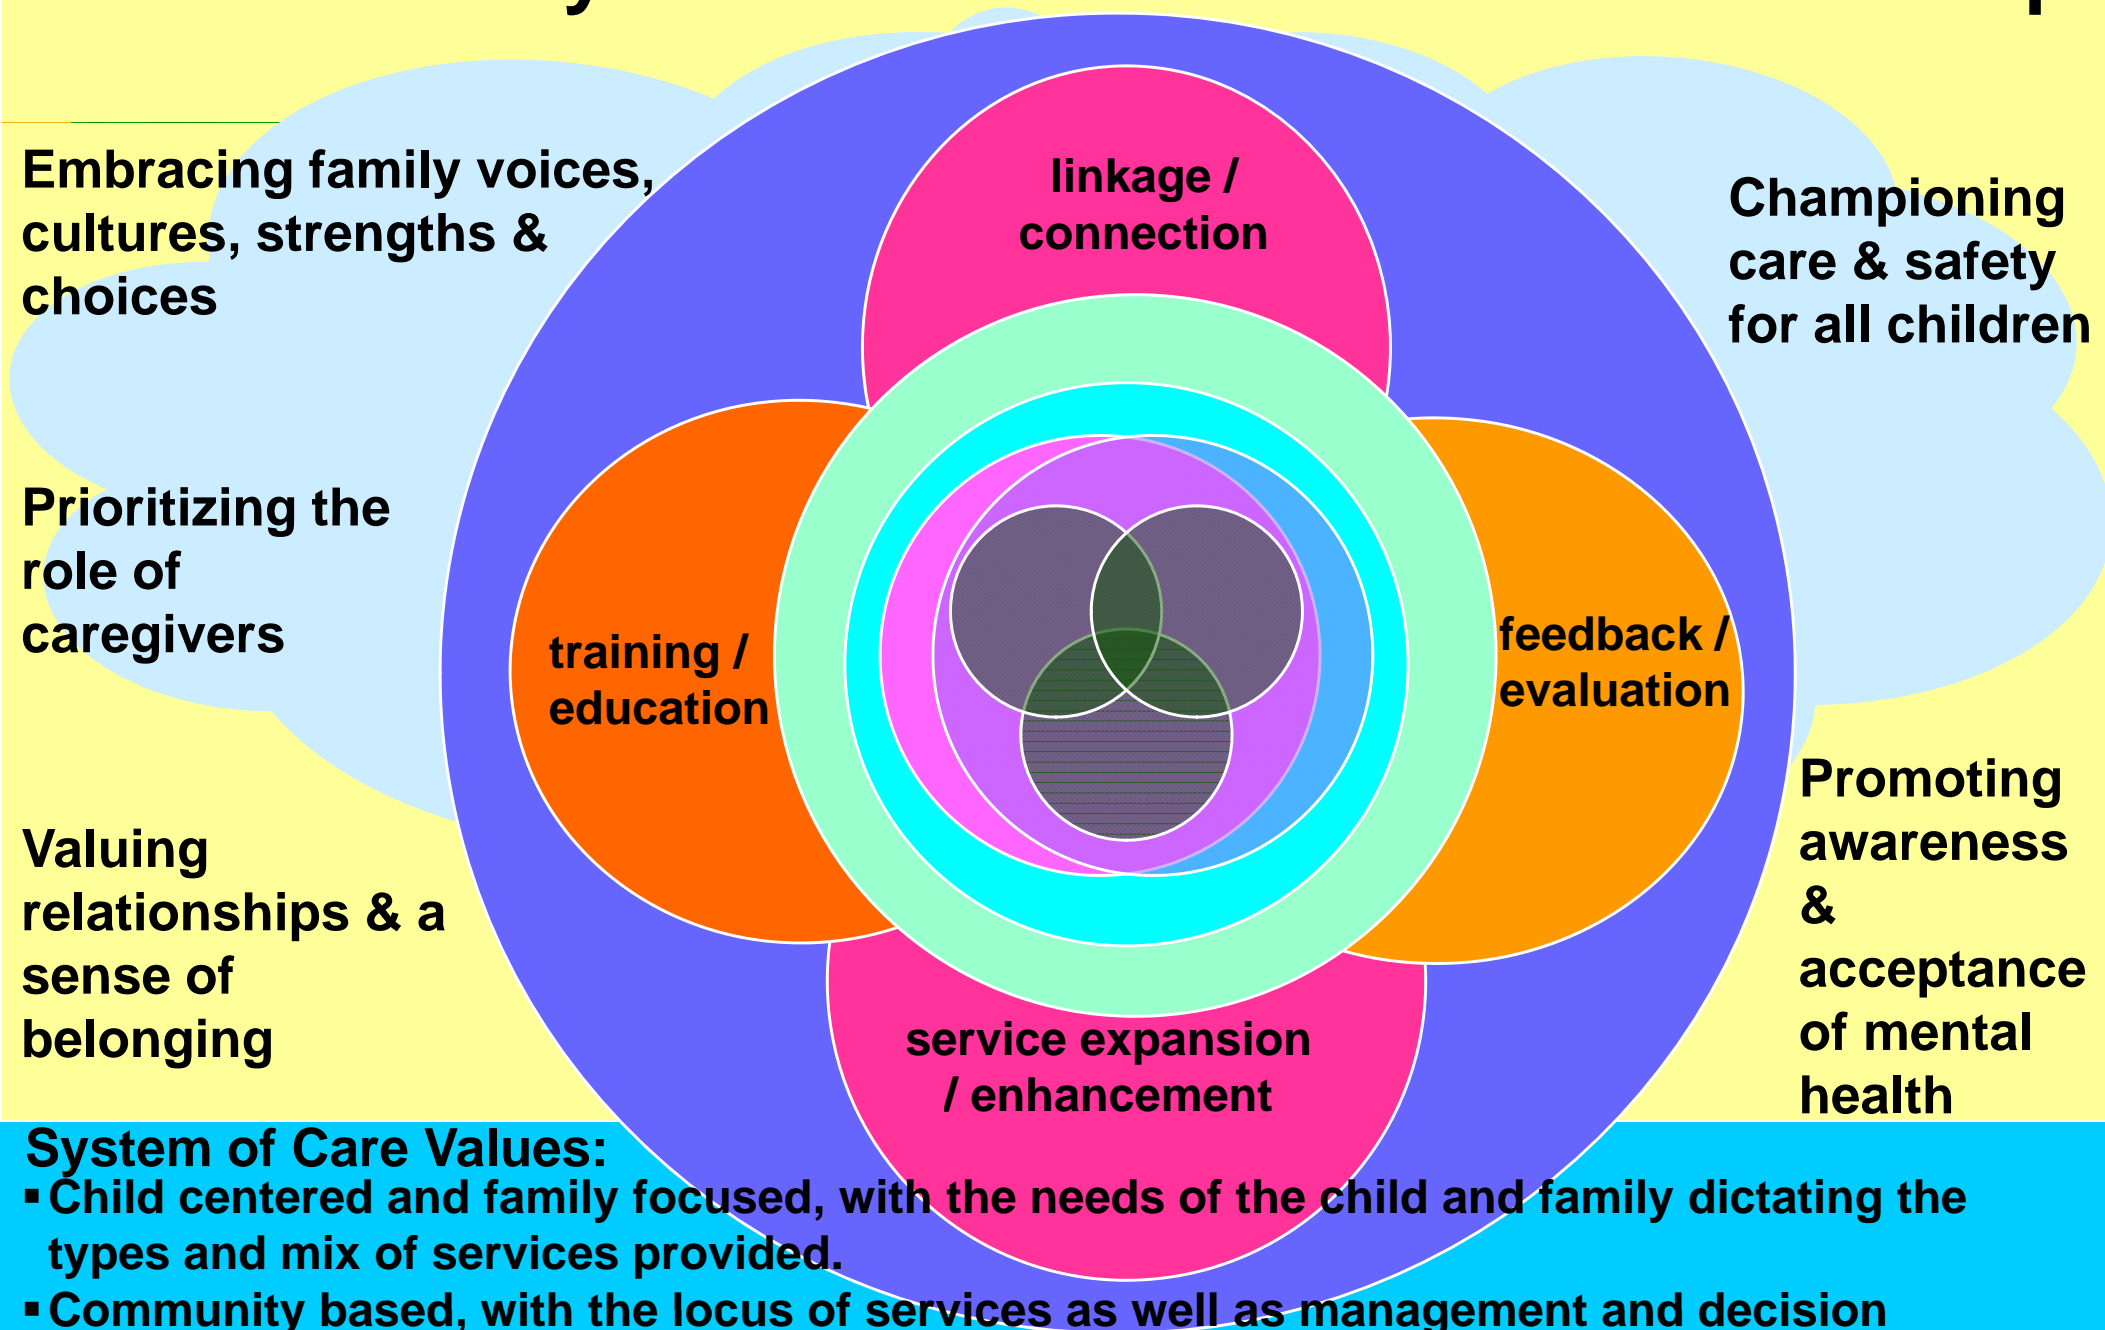 Embracing family voices,
cultures, strengths &
choices
linkage /
connection
Championing
care & safety
for all children
Prioritizing the
role of
caregivers
training /
education
feedback /
evaluation
Valuing
relationships & a
sense of
belonging
Promoting
awareness
&
acceptance
of mental
health
service expansion
/ enhancement
System of Care Values:
▪ Child centered and family focused, with the needs of the child and family dictating the
types and mix of services provided.
▪ Community based, with the locus of services as well as management and decision